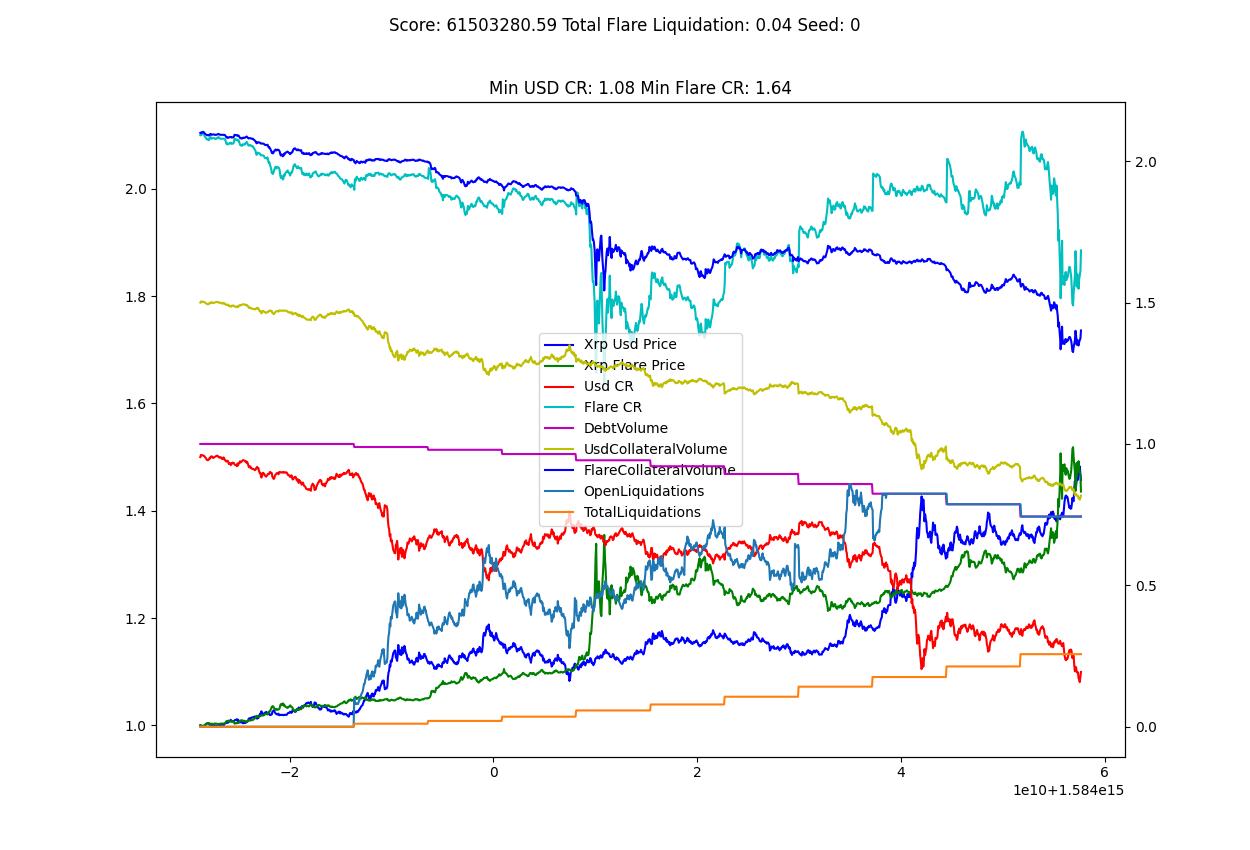 Score: 61503280.59 Total Flare Liquidation: 0.04 Seed: 0
Min USD CR: 1.08 Min Flare CR: 1.64
2.0
1.8
1.6
1.4
1.2
1.0
2.0
1.5
1.0
0.5
0.0
Xrp Usd Price
Xrp Flare Price
Usd CR
Flare CR
DebtVolume
UsdCollateralVolume
FlareCollateralVolume
OpenLiquidations
TotalLiquidations
−2 0 2 4 6
1e10+1.584e15